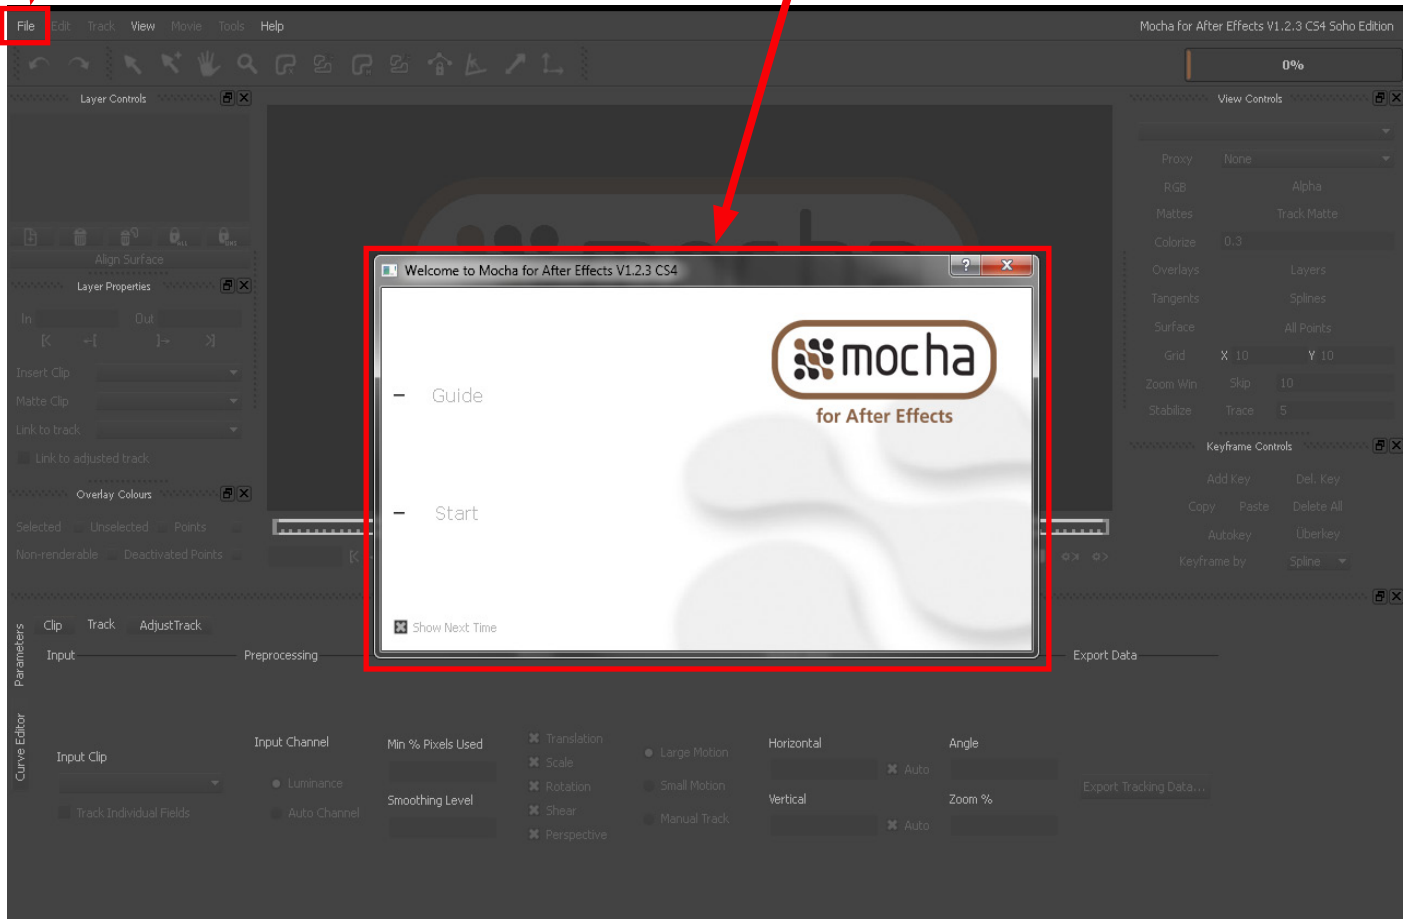 File Edit Track View Movie Tools Help
Mocha for After Effects V1.2.3 CS4 Soho Edition
0%
Layer Controls
Align Surface
Layer Properties
In Out
Insert Clip
Matte Clip
Link to track
Link to adjusted track
Overlay Colours
Selected Unselected Points
Non-renderable Deactivated Points
mocha
Welcome to Mocha for After Effects V1.2.3 CS4
mocha
for After Effects
Guide
Start
Show Next Time
View Controls
Proxy None
RGB Alpha
Mattes Track Matte
Colorize 0.3
Overlays Layers
Tangents Splines
Surface All Points
Grid X 10 Y 10
Zoom Win Skip 10
Stabilize Trace 5
Keyframe Controls
Add Key Del. Key
Copy Paste Delete All
Autokey Überkey
Keyframe by Spline
Parameters
Curve Editor
Clip Track AdjustTrack
Input Preprocessing Export Data
Input Clip
Track Individual Fields
Input Channel
Luminance
Auto Channel
Min % Pixels Used
Smoothing Level
Translation
Scale
Rotation
Shear
Perspective
Large Motion
Small Motion
Manual Track
Horizontal
Auto
Vertical
Auto
Angle
Zoom %
Export Tracking Data...